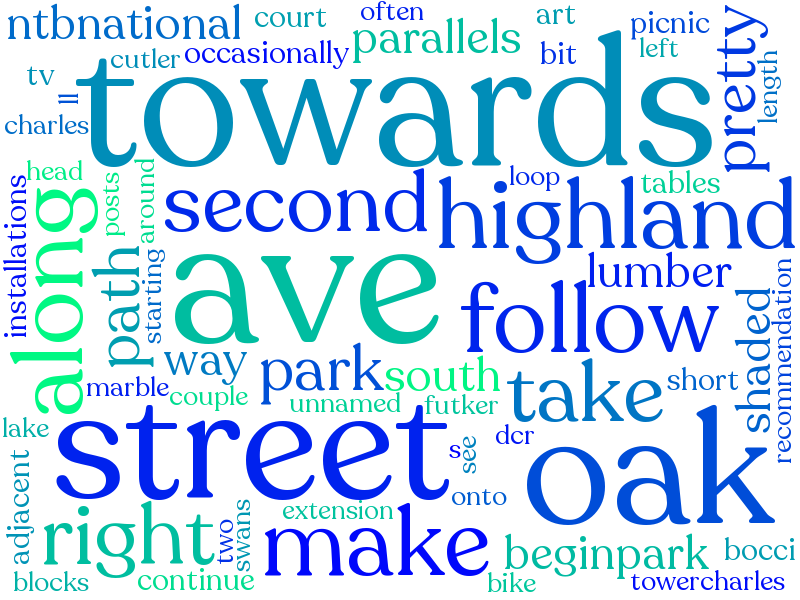 ntbnational
court
often
art
picnic
parallels
cutler
occasionally
bit
left
pretty
length
tv
ll
charles
towards
head
posts
around
second
loop
tables
highland
installations
along
path
starting
ave
lumber
follow
shaded
recommendation
way
park
south
take
short
marble
couple
unnamed
futker
lake
street
s
see
dcr
oak
adjacent
onto
right
two
swans
extension
make
beginpark
bocci
blocks
continue
bike
towercharles